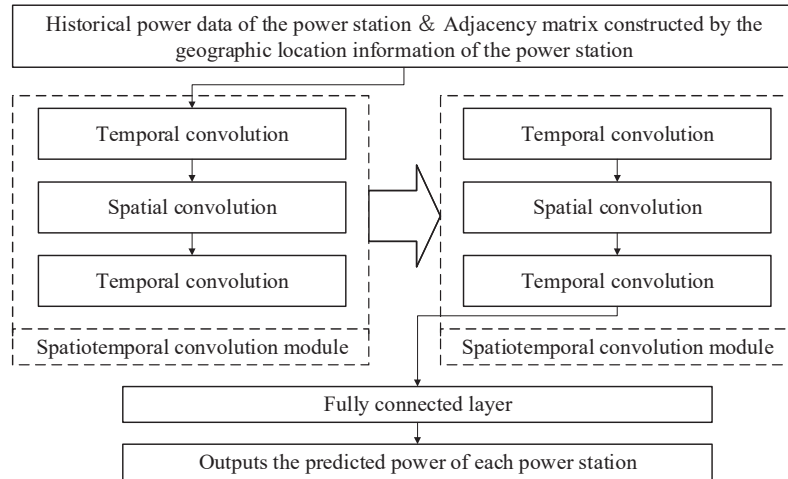 Historical power data of the power station & Adjacency matrix constructed by the
geographic location information of the power station
Temporal convolution
Spatial convolution
Temporal convolution
Spatiotemporal convolution module
Temporal convolution
Spatial convolution
Temporal convolution
Spatiotemporal convolution module
Fully connected layer
Outputs the predicted power of each power station